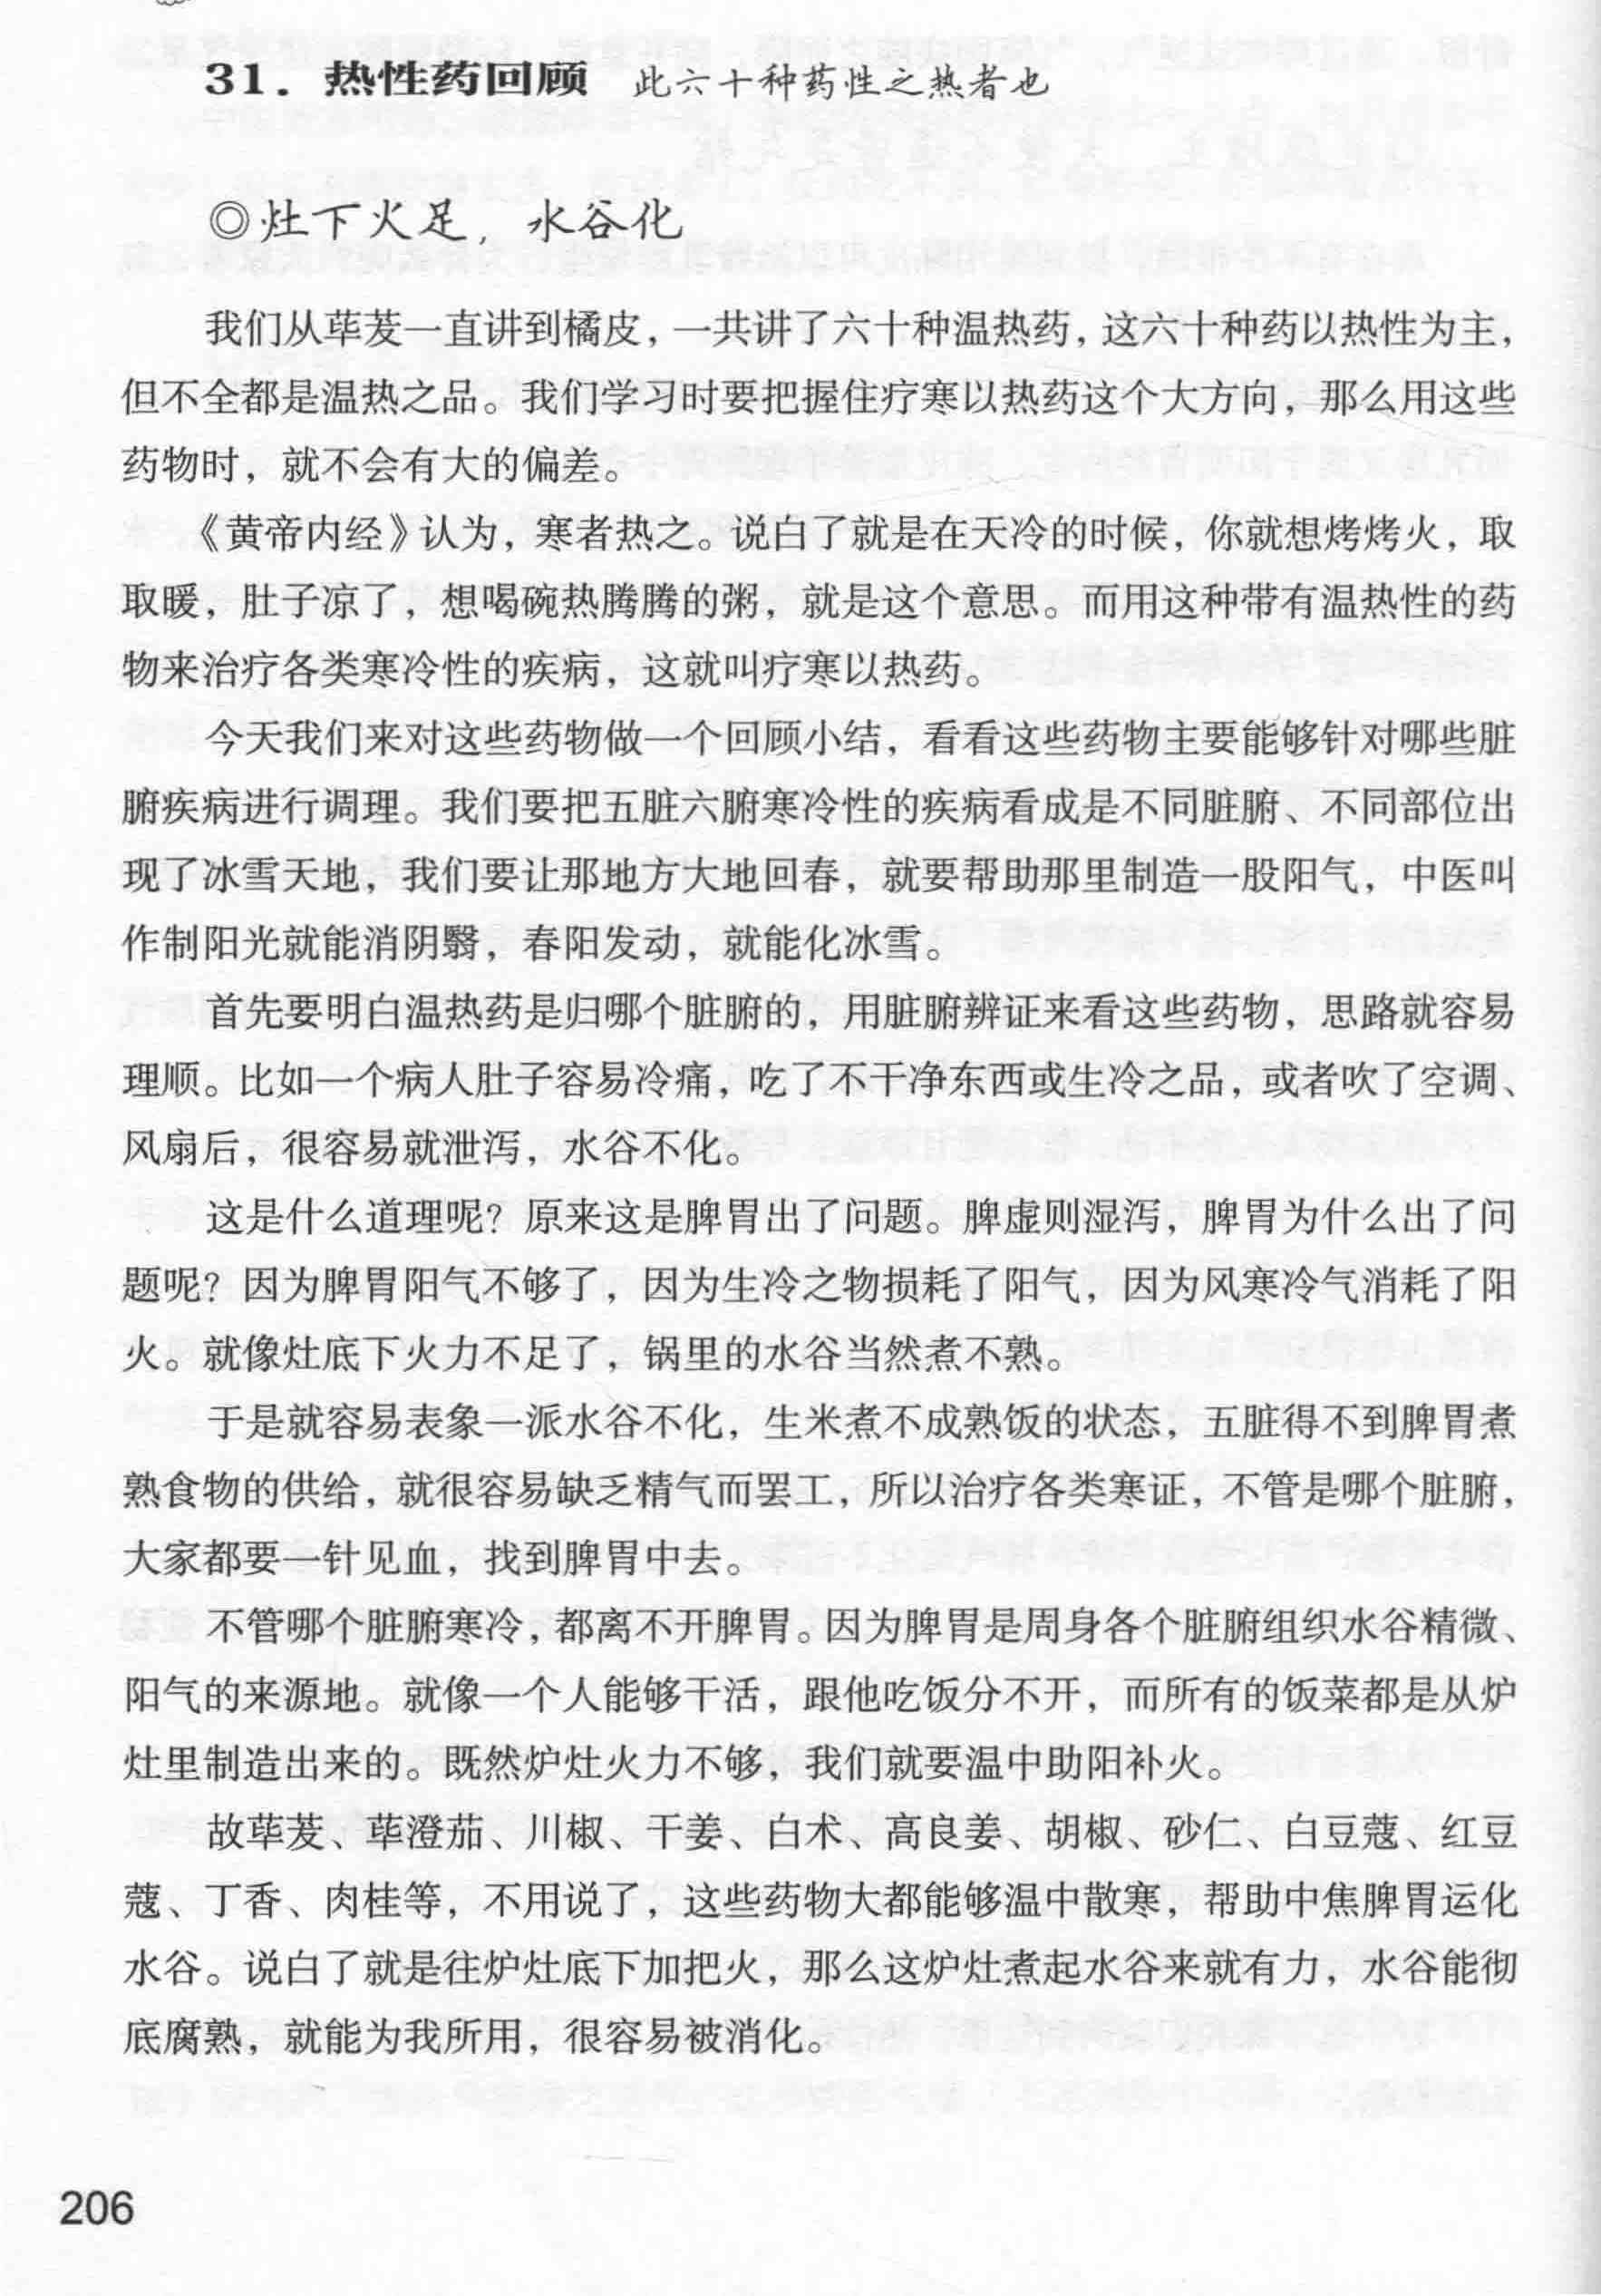 31. 热性药回顾 此六十种药性之热者也
◎灶下火足，水谷化
我们从荜茇一直讲到橘皮，一共讲了六十种温热药，这六十种药以热性为主，
但不全都是温热之品。我们学习时要把握住疗寒以热药这个大方向，那么用这些
药物时，就不会有大的偏差。
《黄帝内经》认为，寒者热之。说白了就是在天冷的时候，你就想烤烤火，取
取暖，肚子凉了，想喝碗热腾腾的粥，就是这个意思。而用这种带有温热性的药
物来治疗各类寒冷性的疾病，这就叫疗寒以热药。
今天我们来对这些药物做一个回顾小结，看看这些药物主要能够针对哪些脏
腑疾病进行调理。我们要把五脏六腑寒冷性的疾病看成是不同脏腑、不同部位出
现了冰雪天地，我们要让那地方大地回春，就要帮助那里制造一股阳气，中医叫
作制阳光就能消阴翳，春阳发动，就能化冰雪。
首先要明白温热药是归哪个脏腑的，用脏腑辨证来看这些药物，思路就容易
理顺。比如一个病人肚子容易冷痛，吃了不干净东西或生冷之品，或者吹了空调、
风扇后，很容易就泄泻，水谷不化。
这是什么道理呢？原来这是脾胃出了问题。脾虚则湿泻，脾胃为什么出了问
题呢？因为脾胃阳气不够了，因为生冷之物损耗了阳气，因为风寒冷气消耗了阳
火。就像灶底下火力不足了，锅里的水谷当然煮不熟。
于是就容易表象一派水谷不化，生米煮不成熟饭的状态，五脏得不到脾胃煮
熟食物的供给，就很容易缺乏精气而罢工，所以治疗各类寒证，不管是哪个脏腑，
大家都要一针见血，找到脾胃中去。
不管哪个脏腑寒冷，都离不开脾胃。因为脾胃是周身各个脏腑组织水谷精微、
阳气的来源地。就像一个人能够干活，跟他吃饭分不开，而所有的饭菜都是从炉
灶里制造出来的。既然炉灶火力不够，我们就要温中助阳补火。
故荜茇、荜澄茄、川椒、干姜、白术、高良姜、胡椒、砂仁、白豆蔻、红豆
蔻、丁香、肉桂等，不用说了，这些药物大都能够温中散寒，帮助中焦脾胃运化
水谷。说白了就是往炉灶底下加把火，那么这炉灶煮起水谷来就有力，水谷能彻
底腐熟，就能为我所用，很容易被消化。
206